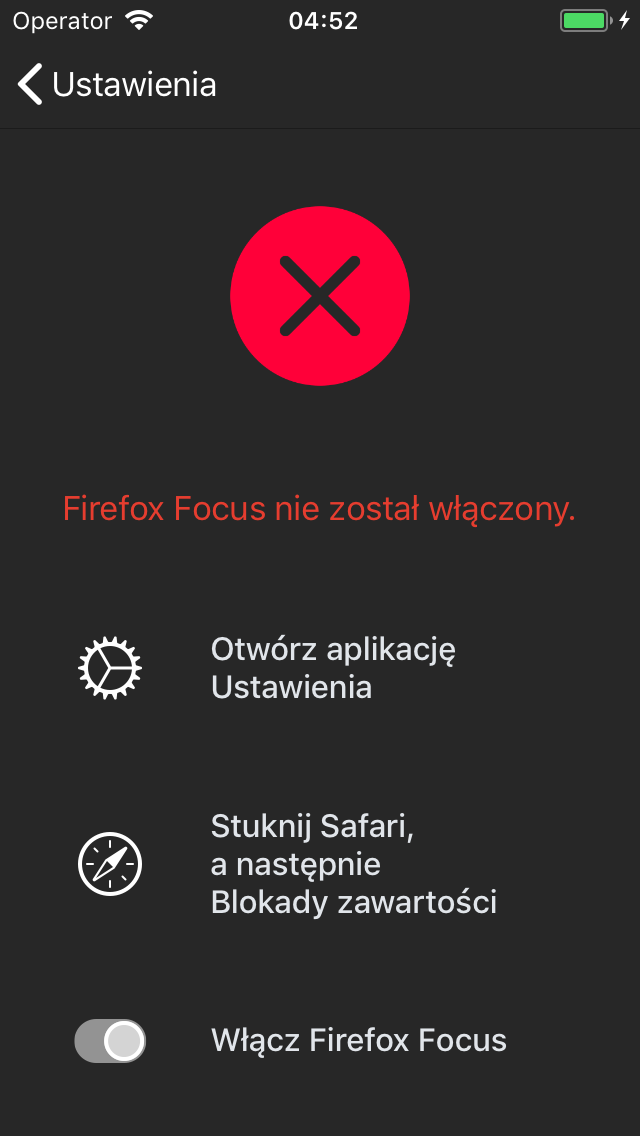 Operator 04:52
Ustawienia
Firefox Focus nie został włączony.
Otwórz aplikację
Ustawienia
Stuknij Safari,
a następnie
Blokady zawartości
Włącz Firefox Focus